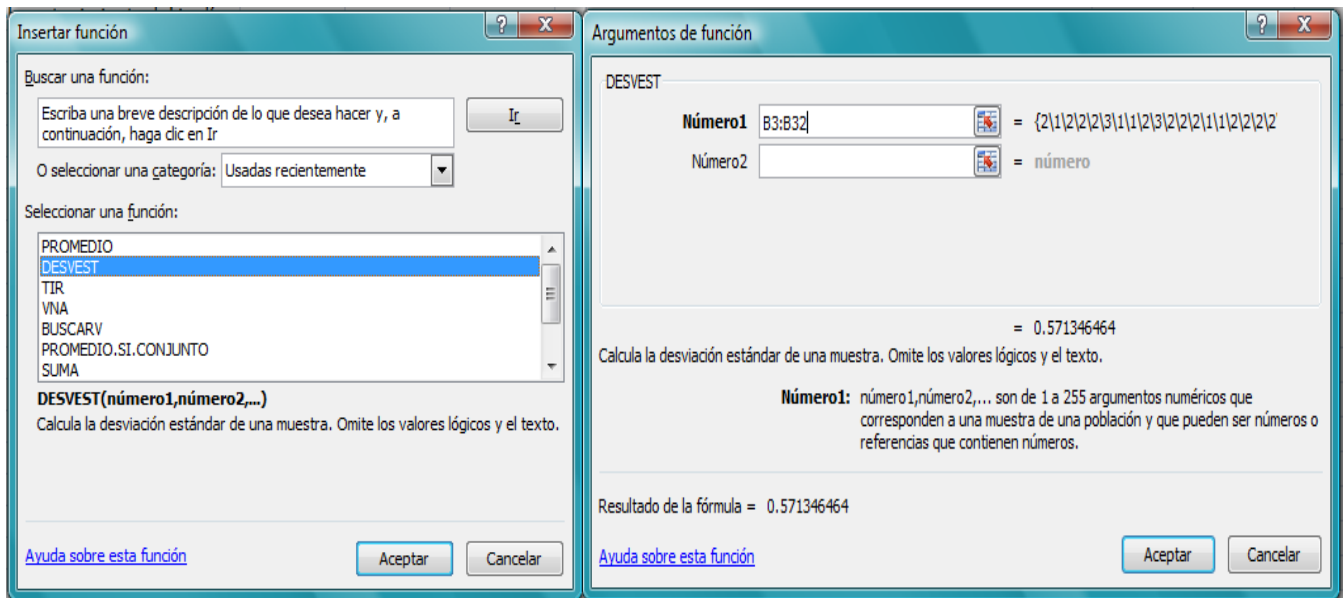 Insertar función
Buscar una función:
Escriba una breve descripción de lo que desea hacer y, a
continuación, haga clic en Ir
Ir
O seleccionar una categoría: Usadas recientemente
Seleccionar una función:
PROMEDIO
DESVEST
TIR
VNA
BUSCARV
PROMEDIO.SI.CONJUNTO
SUMA
DESVEST(número1,número2,...)
Calcula la desviación estándar de una muestra. Omite los valores lógicos y el texto.
Ayuda sobre esta función
Aceptar Cancelar
Argumentos de función
DESVEST
Número1 B3:B32 = {2\1\2\2\2\3\1\1\2\3\2\2\2\1\1\2\2\2\2
Número2 = número
= 0.571346464
Calcula la desviación estándar de una muestra. Omite los valores lógicos y el texto.
Número1: número1,número2,... son de 1 a 255 argumentos numéricos que
corresponden a una muestra de una población y que pueden ser números o
referencias que contienen números.
Resultado de la fórmula = 0.571346464
Ayuda sobre esta función
Aceptar Cancelar